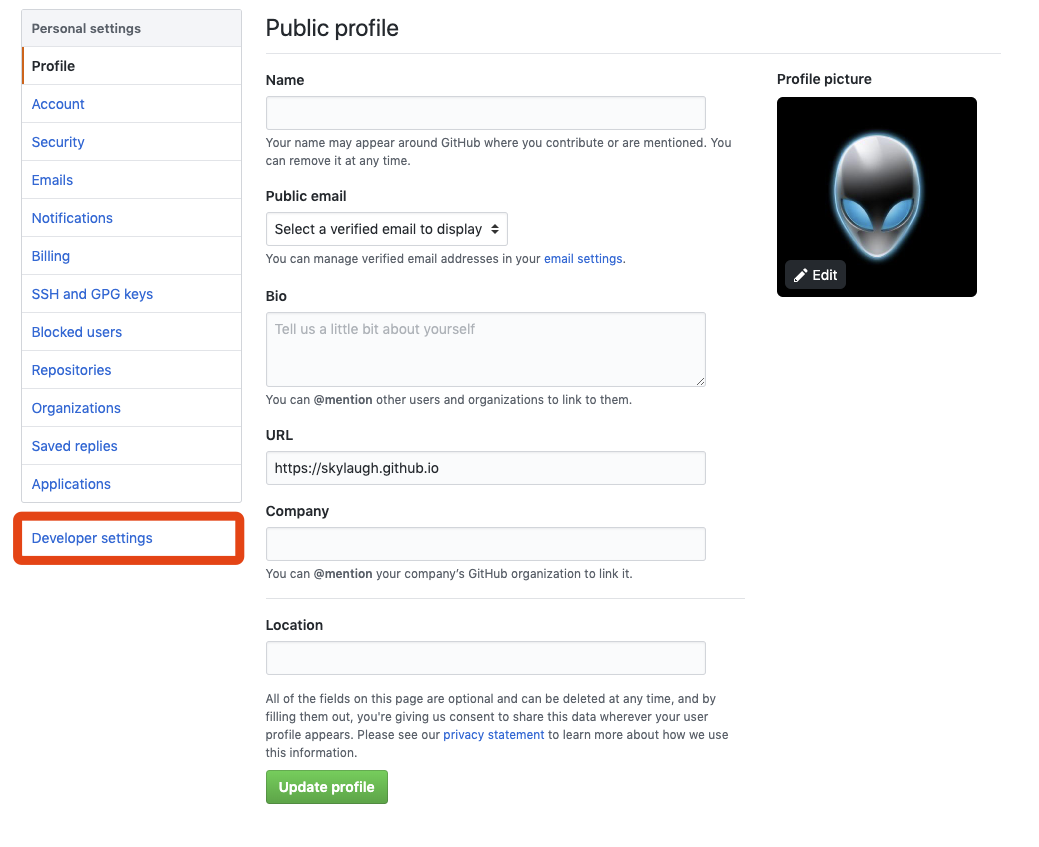 Personal settings
Profile
Account
Security
Emails
Notifications
Billing
SSH and GPG keys
Blocked users
Repositories
Organizations
Saved replies
Applications
Developer settings
Public profile
Name
Your name may appear around GitHub where you contribute or are mentioned. You
can remove it at any time.
Public email
Select a verified email to display
You can manage verified email addresses in your email settings.
Bio
Tell us a little bit about yourself
You can @mention other users and organizations to link to them.
URL
https://skylaugh.github.io
Company
You can @mention your company's GitHub organization to link it.
Location
All of the fields on this page are optional and can be deleted at any time, and by
filling them out, you're giving us consent to share this data wherever your user
profile appears. Please see our privacy statement to learn more about how we use
this information.
Update profile
Profile picture
Edit